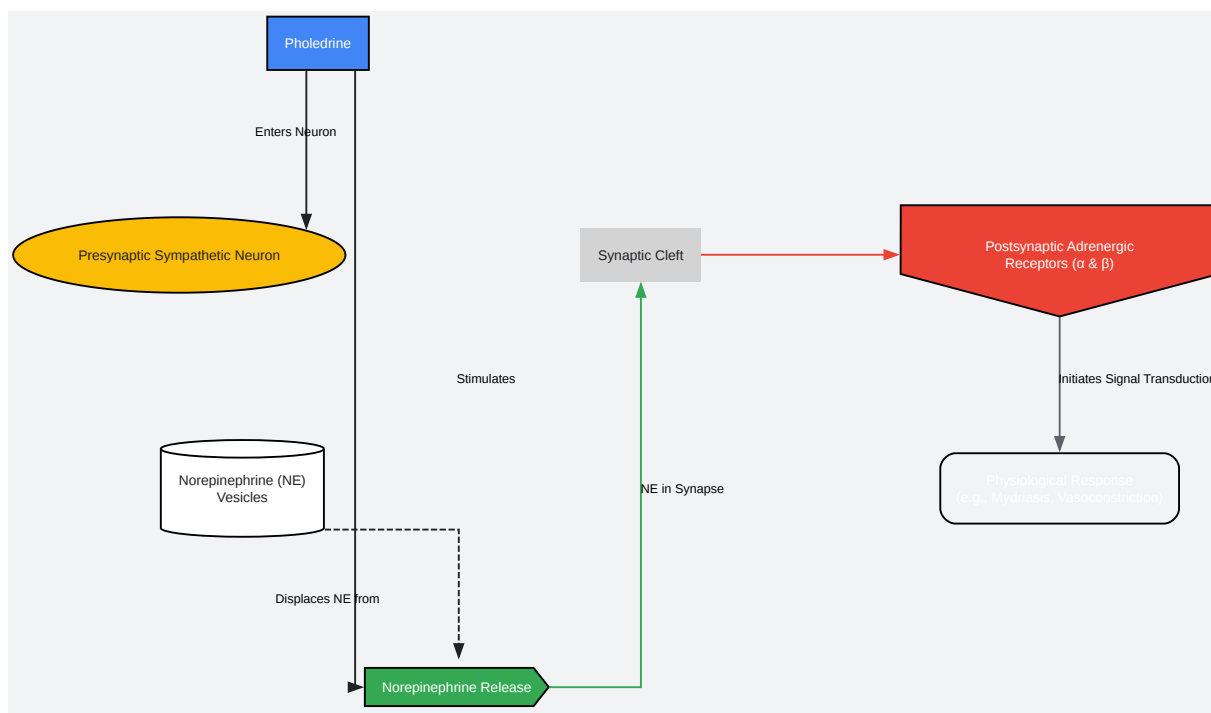 Pholedrine
Enters Neuron
Presynaptic Sympathetic Neuron
Synaptic Cleft
Postsynaptic Adrenergic
Receptors (α & β)
Stimulates
Initiates Signal Transduction
Norepinephrine (NE)
Vesicles
NE in Synapse
Physiological Response
(e.g., Mydriasis, Vasoconstriction)
Displaces NE from
Norepinephrine Release